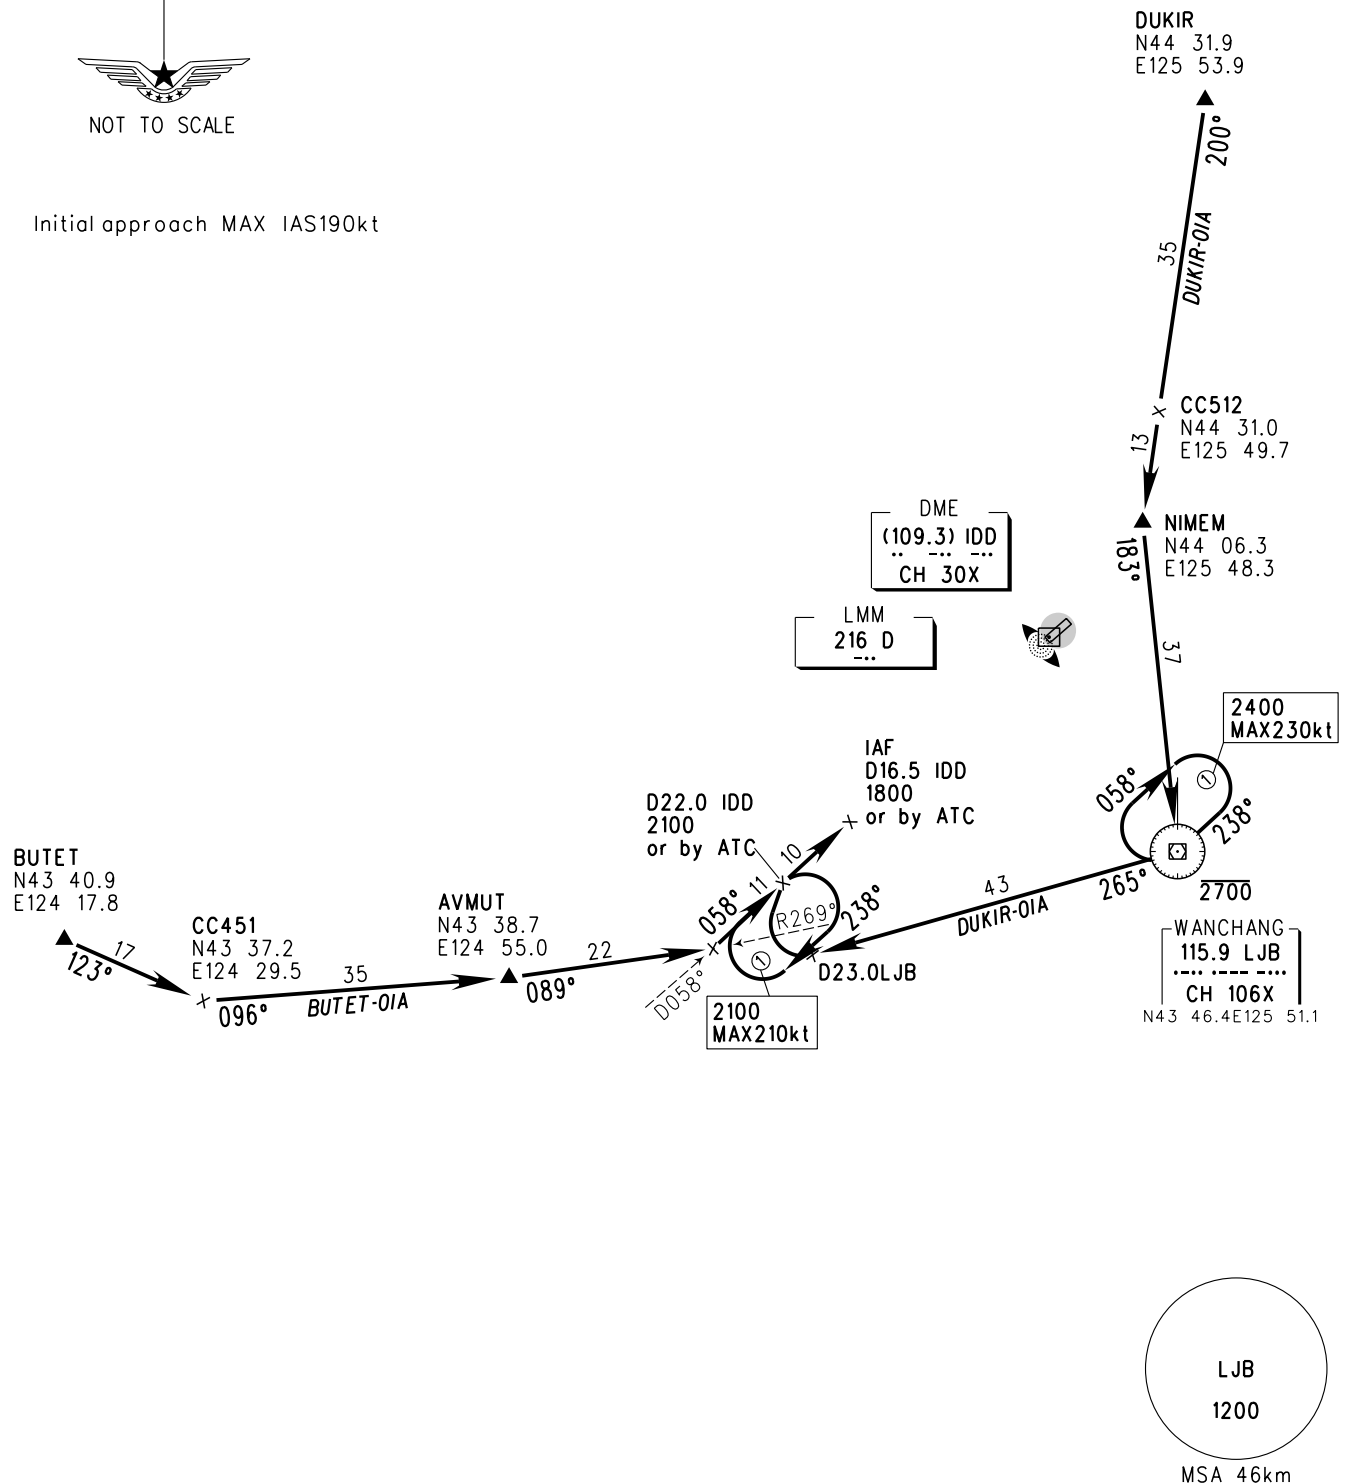 DUKIR
N44 31.9
E125 53.9
NOT TO SCALE
200°
Initial approach MAX IAS190kt
35
DUKIR-01A
CC512
N44 31.0
E125 49.7
13
DME
(109.3) IDD
·· -·· -··
CH 30X
NIMEM
N44 06.3
E125 48.3
183°
LMM
216 D
-··
37
2400
MAX230kt
1
058°
238°
IAF
D16.5 IDD
1800
or by ATC
D22.0 IDD
2100
or by ATC
10
11
058°
R269°
238°
43
DUKIR-01A
265°
2700
BUTET
N43 40.9
E124 17.8
17
123°
CC451
N43 37.2
E124 29.5
35
096°
BUTET-01A
AVMUT
N43 38.7
E124 55.0
22
089°
D058°
1
D23.0LJB
2100
MAX210kt
WANCHANG
115.9 LJB
·-·· ·--- -···
CH 106X
N43 46.4E125 51.1
LJB
1200
MSA 46km